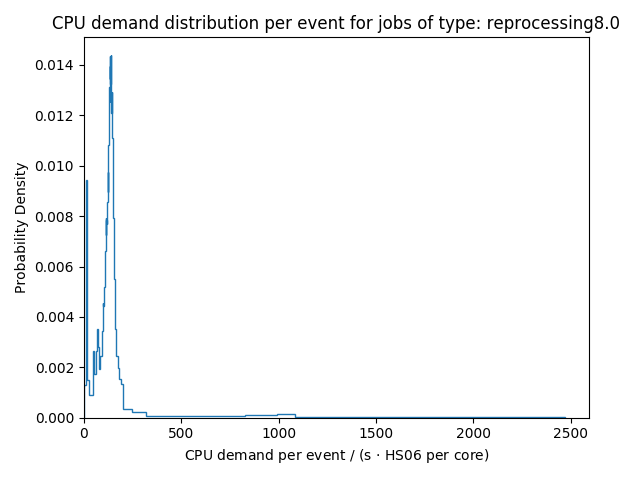 CPU demand distribution per event for jobs of type: reprocessing8.0
0.014
0.012
0.010
0.008
0.006
0.004
0.002
0.000
Probability Density
0 500 1000 1500 2000 2500
CPU demand per event / (s · HS06 per core)